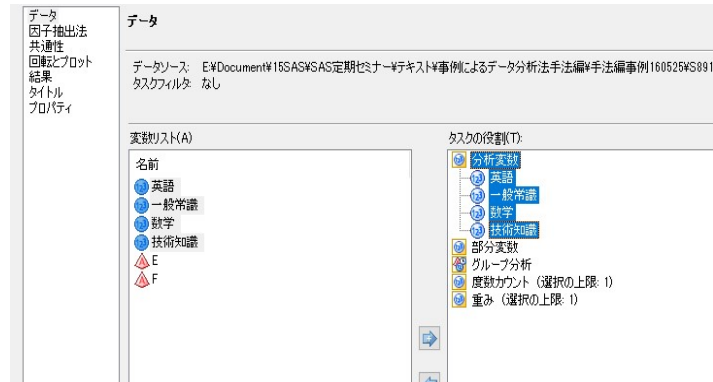 データ
因子抽出法
共通性
回転とプロット
結果
タイトル
プロパティ
データ
データソース: E:¥Document¥15SAS¥SAS定期セミナー¥テキスト¥事例によるデータ分析法手法編¥手法編事例160525¥S891
タスクフィルタ: なし
変数リスト(A)
名前
英語
一般常識
数学
技術知識
E
F
タスクの役割(T):
分析変数
英語
一般常識
数学
技術知識
部分変数
グループ分析
度数カウント (選択の上限: 1)
重み (選択の上限: 1)